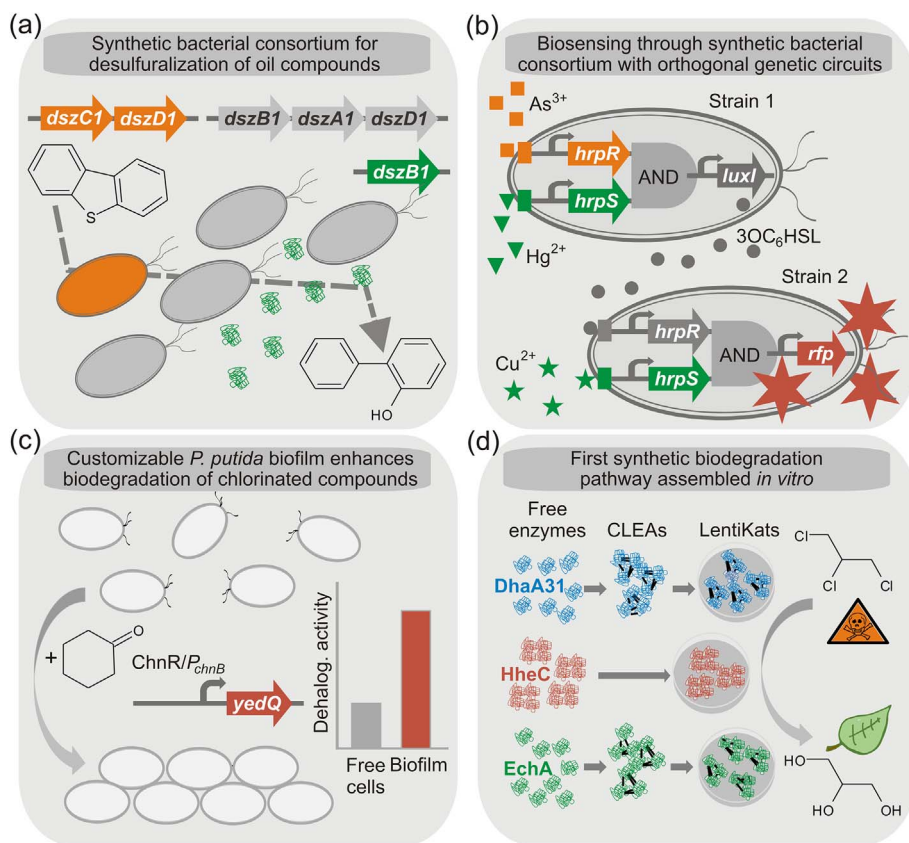 (a)
Synthetic bacterial consortium for
desulfuralization of oil compounds
dszC1 dszD1 dszB1 dszA1 dszD1
dszB1
S
HO
(b)
Biosensing through synthetic bacterial
consortium with orthogonal genetic circuits
As3+
Strain 1
hrpR
AND
luxI
hrpS
Hg2+
3OC6HSL
Strain 2
hrpR
AND
rfp
Cu2+
hrpS
(c)
Customizable P. putida biofilm enhances
biodegradation of chlorinated compounds
+
O
ChnR/PchnB
yedQ
Dehalog. activity
Free Biofilm
cells
(d)
First synthetic biodegradation
pathway assembled in vitro
Free
enzymes
CLEAs
LentiKats
DhaA31
HheC
EchA
Cl
Cl Cl
HO
HO OH